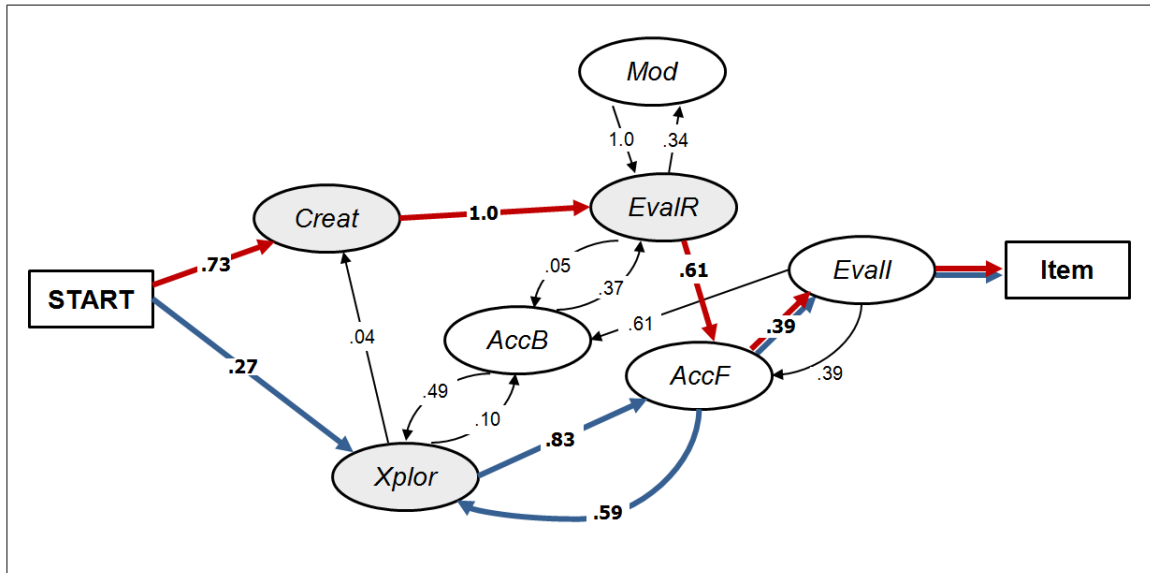 Mod
1.0
.34
Creat
1.0
EvalR
.73
.05
.61
EvalI
Item
START
.37
.61
.39
.04
AccB
AccF
.39
.27
.49
.10
.83
Xplor
.59